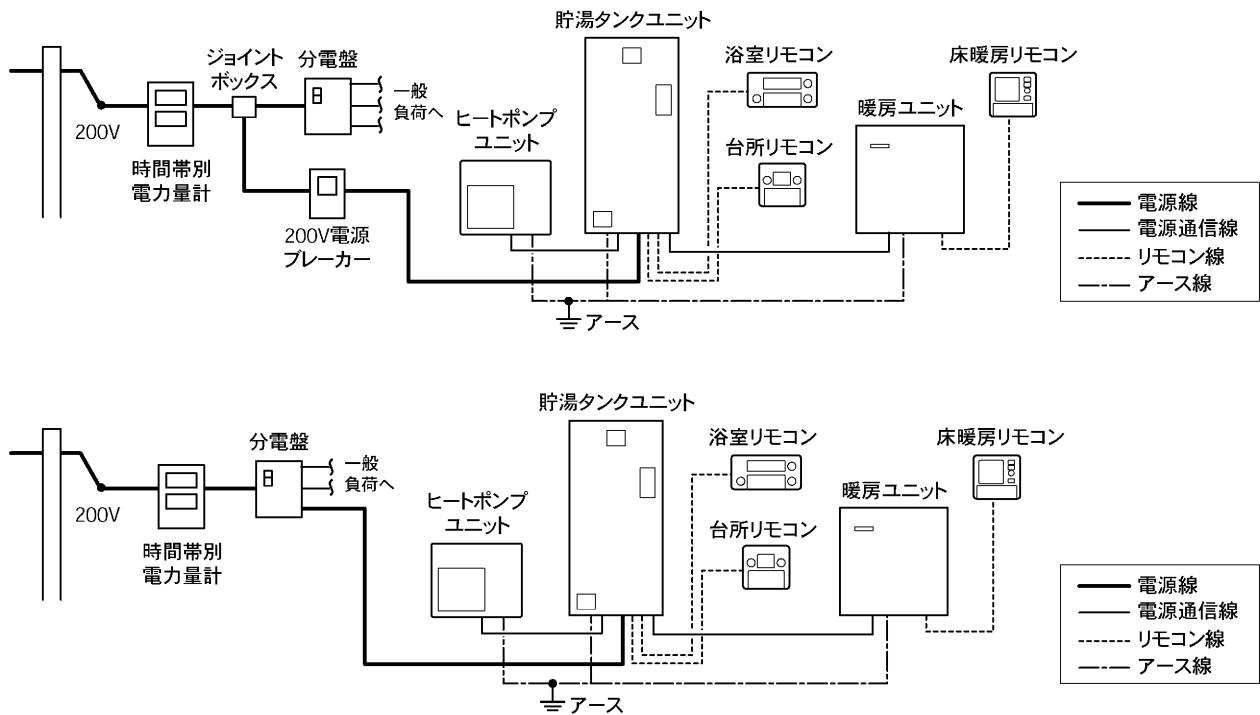 貯湯タンクユニット
ジョイント
ボックス
分電盤
一般
負荷へ
浴室リモコン
床暖房リモコン
暖房ユニット
ヒートポンプ
ユニット
台所リモコン
200V
時間帯別
電力量計
200V電源
ブレーカー
アース
電源線
電源通信線
リモコン線
アース線
貯湯タンクユニット
分電盤
一般
負荷へ
浴室リモコン
床暖房リモコン
暖房ユニット
ヒートポンプ
ユニット
台所リモコン
200V
時間帯別
電力量計
アース
電源線
電源通信線
リモコン線
アース線